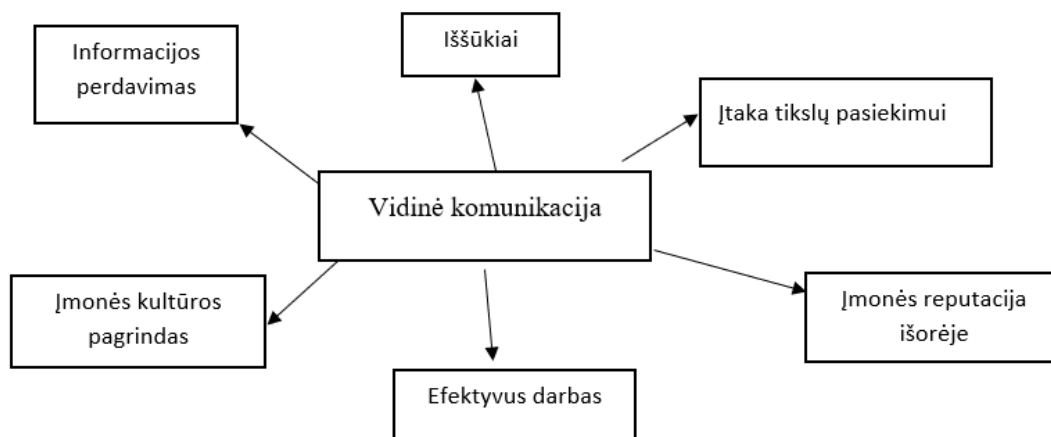 Iššūkiai
Informacijos
perdavimas
Įtaka tikslų pasiekimui
Vidinė komunikacija
Įmonės kultūros
pagrindas
Įmonės reputacija
išorėje
Efektyvus darbas